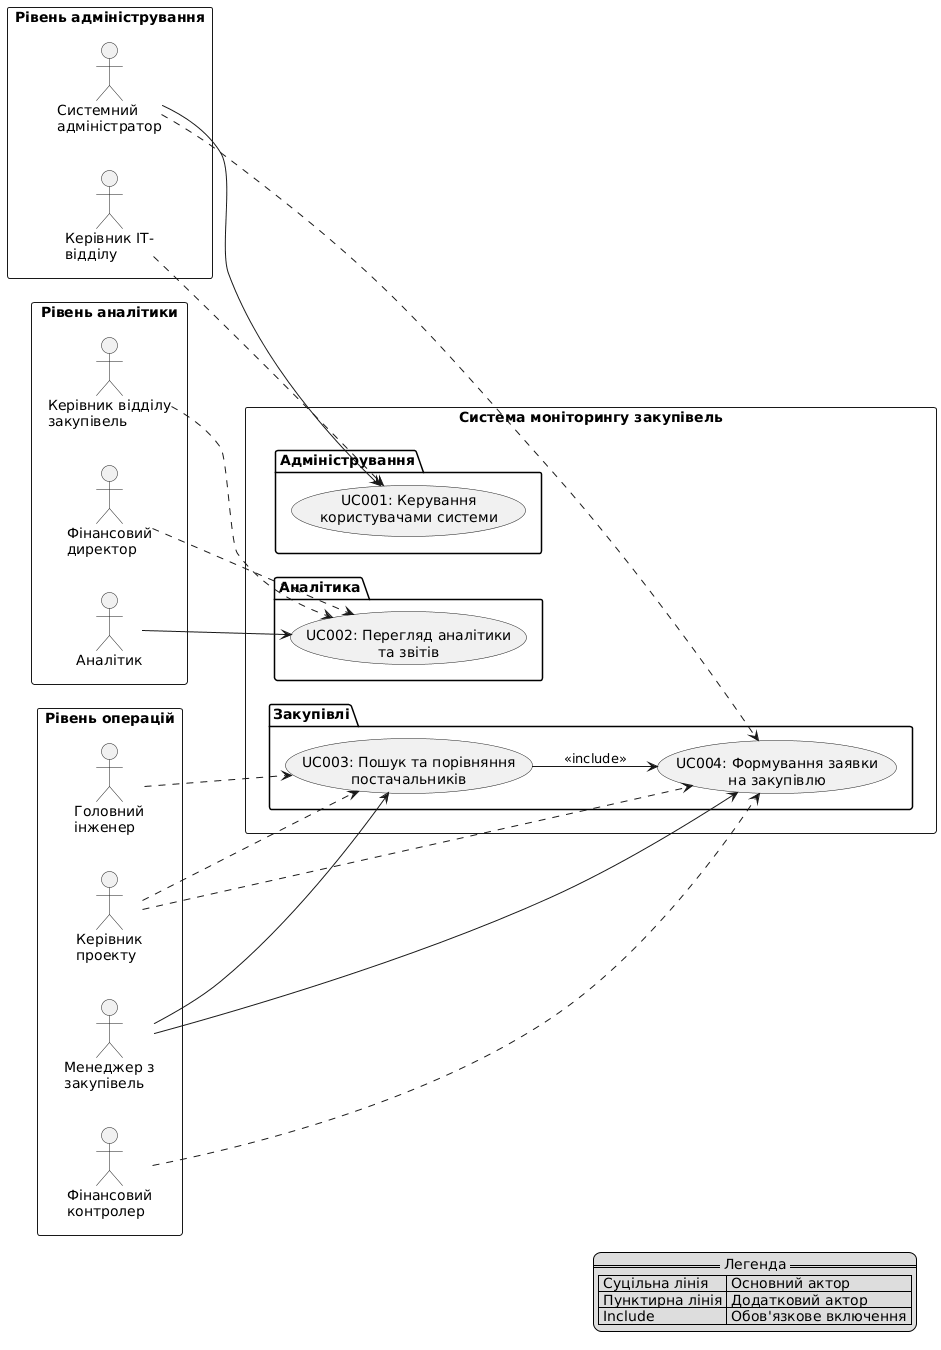 Рівень адміністрування
Системний
адміністратор
Керівник ІТ-
відділу
Рівень аналітики
Керівник відділу
закупівель
Фінансовий
директор
Аналітик
Рівень операцій
Головний
інженер
Керівник
проекту
Менеджер з
закупівель
Фінансовий
контролер
Система моніторингу закупівель
Адміністрування
UC001: Керування
користувачами системи
Аналітика
UC002: Перегляд аналітики
та звітів
Закупівлі
UC003: Пошук та порівняння
постачальників
«include»
UC004: Формування заявки
на закупівлю
Легенда
Суцільна лінія Основний актор
Пунктирна лінія Додатковий актор
Include Обов'язкове включення